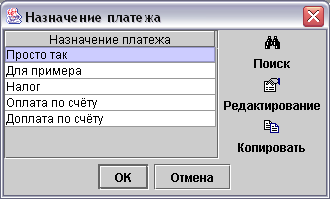 Назначение платежа
Назначение платежа
Просто так
Для примера
Налог
Оплата по счёту
Доплата по счёту
Поиск
Редактирование
Копировать
OK
Отмена